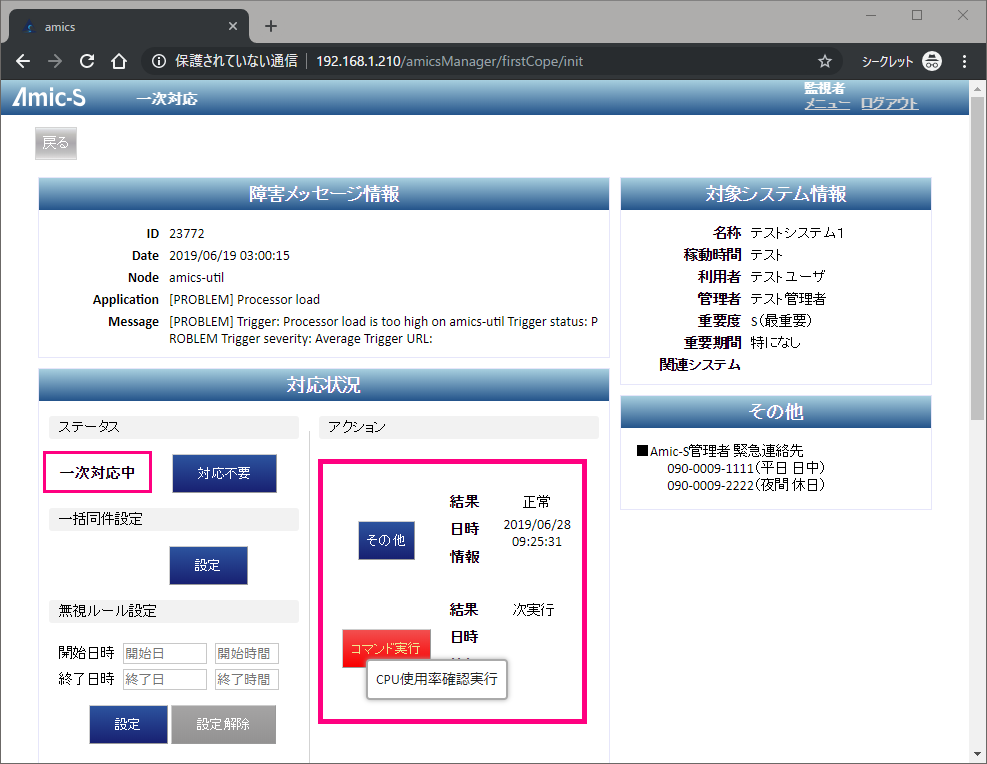 amics
保護されていない通信 192.168.1.210/amicsManager/firstCope/init シークレット
Amic-S 一次対応 監視者
メニュー ログアウト
戻る
障害メッセージ情報
ID 23772
Date 2019/06/19 03:00:15
Node amics-util
Application [PROBLEM] Processor load
Message [PROBLEM] Trigger: Processor load is too high on amics-util Trigger status: P
ROBLEM Trigger severity: Average Trigger URL:
対象システム情報
名称 テストシステム1
稼動時間 テスト
利用者 テストユーザ
管理者 テスト管理者
重要度 S(最重要)
重要期間 特になし
関連システム
対応状況
ステータス
一次対応中 対応不要
一括同件設定
設定
無視ルール設定
開始日時 開始日 開始時間
終了日時 終了日 終了時間
設定 設定解除
アクション
その他
結果 正常
日時 2019/06/28
09:25:31
情報
コマンド実行
結果 次実行
日時
CPU使用率確認実行
その他
■Amic-S管理者 緊急連絡先
090-0009-1111(平日 日中)
090-0009-2222(夜間 休日)